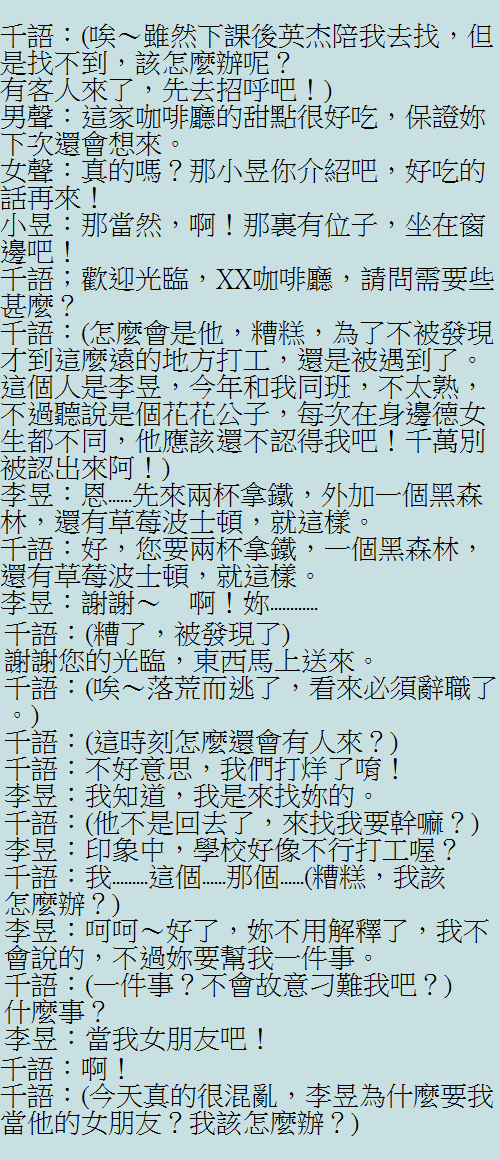 千語：(唉～雖然下課後英杰陪我去找，但
是找不到，該怎麼辦呢？
有客人來了，先去招呼吧！)
男聲：這家咖啡廳的甜點很好吃，保證妳
下次還會想來。
女聲：真的嗎？那小昱你介紹吧，好吃的
話再來！
小昱：那當然，啊！那裏有位子，坐在窗
邊吧！
千語；歡迎光臨，XX咖啡廳，請問需要些
甚麼？
千語：(怎麼會是他，糟糕，為了不被發現
才到這麼遠的地方打工，還是被遇到了。
這個人是李昱，今年和我同班，不太熟，
不過聽說是個花花公子，每次在身邊德女
生都不同，他應該還不認得我吧！千萬別
被認出來阿！)
李昱：恩……先來兩杯拿鐵，外加一個黑森
林，還有草莓波士頓，就這樣。
千語：好，您要兩杯拿鐵，一個黑森林，
還有草莓波士頓，就這樣。
李昱：謝謝～　啊！妳…………
千語：(糟了，被發現了)
謝謝您的光臨，東西馬上送來。
千語：(唉～落荒而逃了，看來必須辭職了
。)
千語：(這時刻怎麼還會有人來？)
千語：不好意思，我們打烊了唷！
李昱：我知道，我是來找妳的。
千語：(他不是回去了，來找我要幹嘛？)
李昱：印象中，學校好像不行打工喔？
千語：我………這個……那個……(糟糕，我該
怎麼辦？)
李昱：呵呵～好了，妳不用解釋了，我不
會說的，不過妳要幫我一件事。
千語：(一件事？不會故意刁難我吧？)
什麼事？
李昱：當我女朋友吧！
千語：啊！
千語：(今天真的很混亂，李昱為什麼要我
當他的女朋友？我該怎麼辦？)